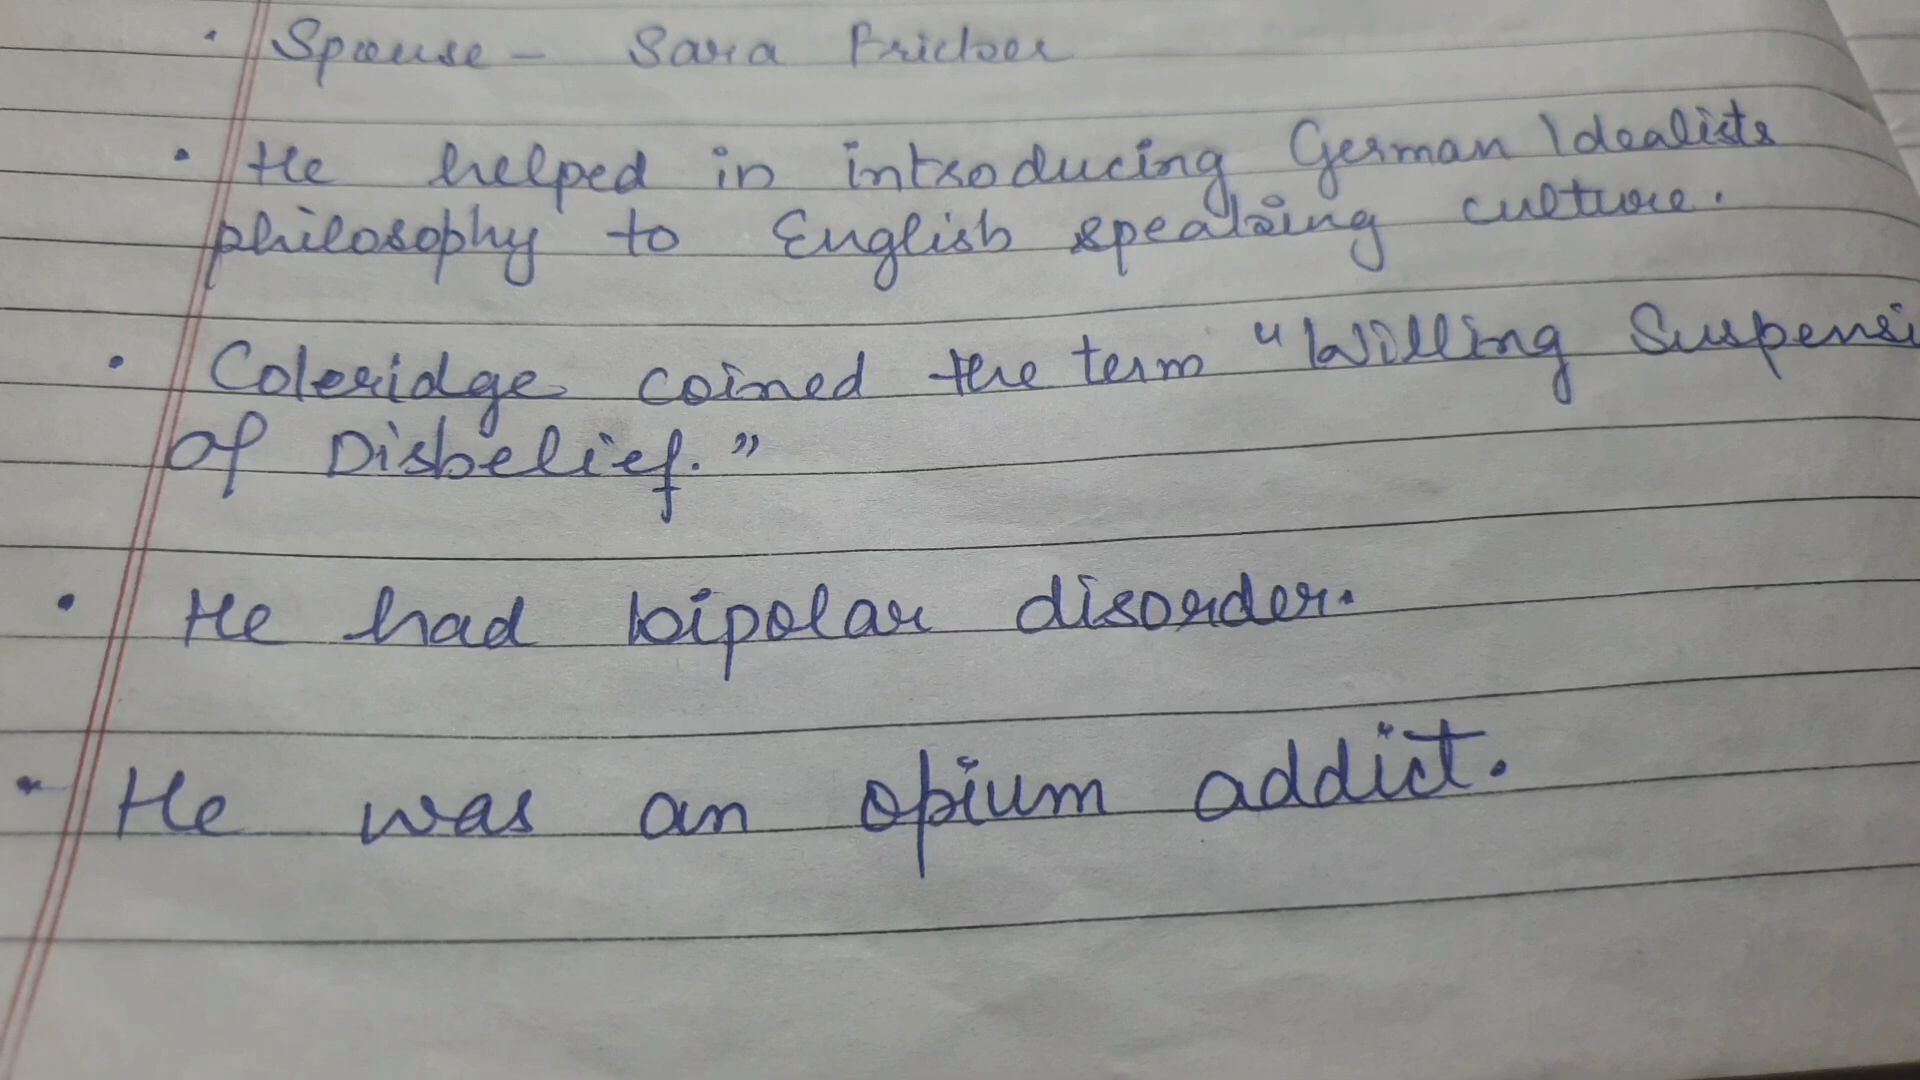 • Spouse - Sara Fricker
• He helped in introducing German Idealists
philosophy to English speaking culture.
• Coleridge coined the term "Willing Suspensi
of Disbelief."
• He had bipolar disorder.
• He was an opium addict.